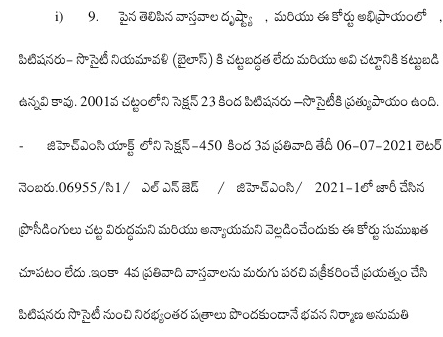 i) 9. పైన తెలిపిన వాస్తవాల దృష్ట్యా , మరియు ఈ కోర్టు అభిప్రాయంలో ,
పిటిషనరు– సొసైటీ నియమావళి (బైలాస్) కి చట్టబద్ధత లేదు మరియు అవి చట్టానికి కట్టుబడి
ఉన్నవి కావు. 2001వ చట్టంలోని సెక్షన్ 23 కింద పిటిషనరు –సొసైటీకి ప్రత్యుపాయం ఉంది.
- జిహెచ్ఎంసి యాక్ట్ లోని సెక్షన్–450 కింద 3వ ప్రతివాది తేదీ 06-07-2021 లెటర్
నెంబరు.06955/సి1/ ఎల్ ఎన్ జెడ్ / జిహెచ్ఎంసి/ 2021-1లో జారీ చేసిన
ప్రొసీడింగులు చట్ట విరుద్ధమని మరియు అన్యాయమని వెల్లడించేందుకు ఈ కోర్టు సుముఖత
చూపటం లేదు .ఇంకా 4వ ప్రతివాది వాస్తవాలను మరుగు పరచి వక్రీకరించే ప్రయత్నం చేసి
పిటిషనరు సొసైటీ నుంచి నిరభ్యంతర పత్రాలు పొందకుండానే భవన నిర్మాణ అనుమతి